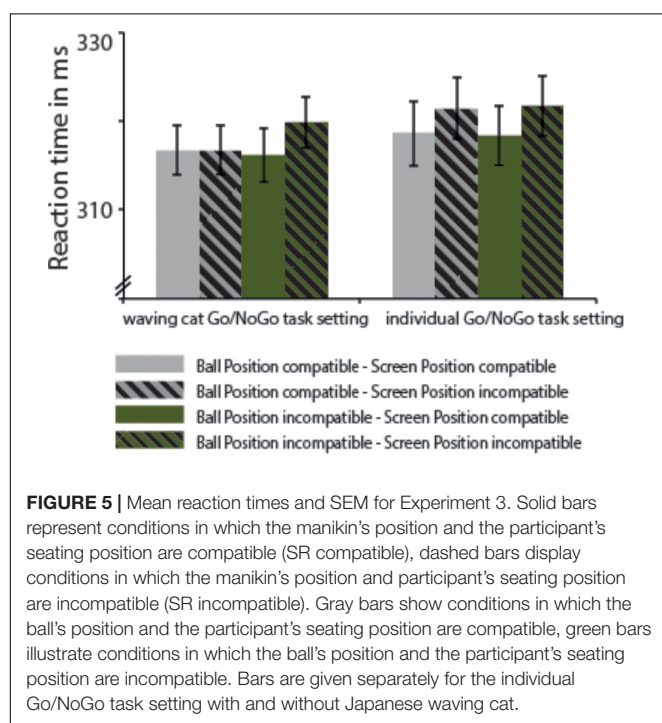 330
Reaction time in ms
310
waving cat Go/NoGo task setting individual Go/NoGo task setting
Ball Position compatible - Screen Position compatible
Ball Position compatible - Screen Position incompatible
Ball Position incompatible - Screen Position compatible
Ball Position incompatible - Screen Position incompatible
FIGURE 5 | Mean reaction times and SEM for Experiment 3. Solid bars
represent conditions in which the manikin's position and the participant's
seating position are compatible (SR compatible), dashed bars display
conditions in which the manikin's position and participant's seating position
are incompatible (SR incompatible). Gray bars show conditions in which the
ball's position and the participant's seating position are compatible, green bars
illustrate conditions in which the ball's position and the participant's seating
position are incompatible. Bars are given separately for the individual
Go/NoGo task setting with and without Japanese waving cat.